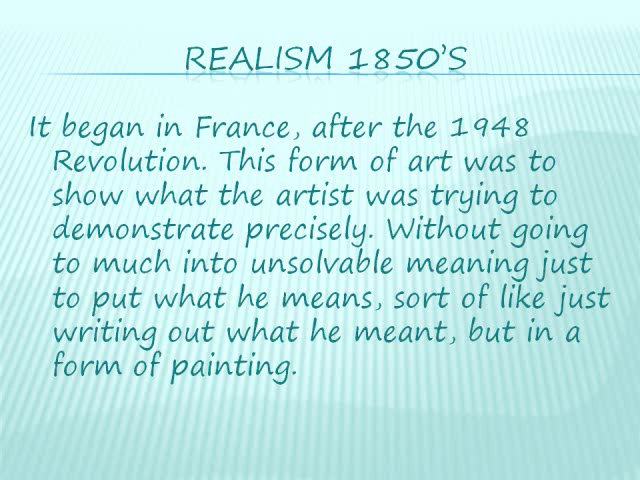 REALISM 1850’S
It began in France, after the 1948
Revolution. This form of art was to
show what the artist was trying to
demonstrate precisely. Without going
to much into unsolvable meaning just
to put what he means, sort of like just
writing out what he meant, but in a
form of painting.